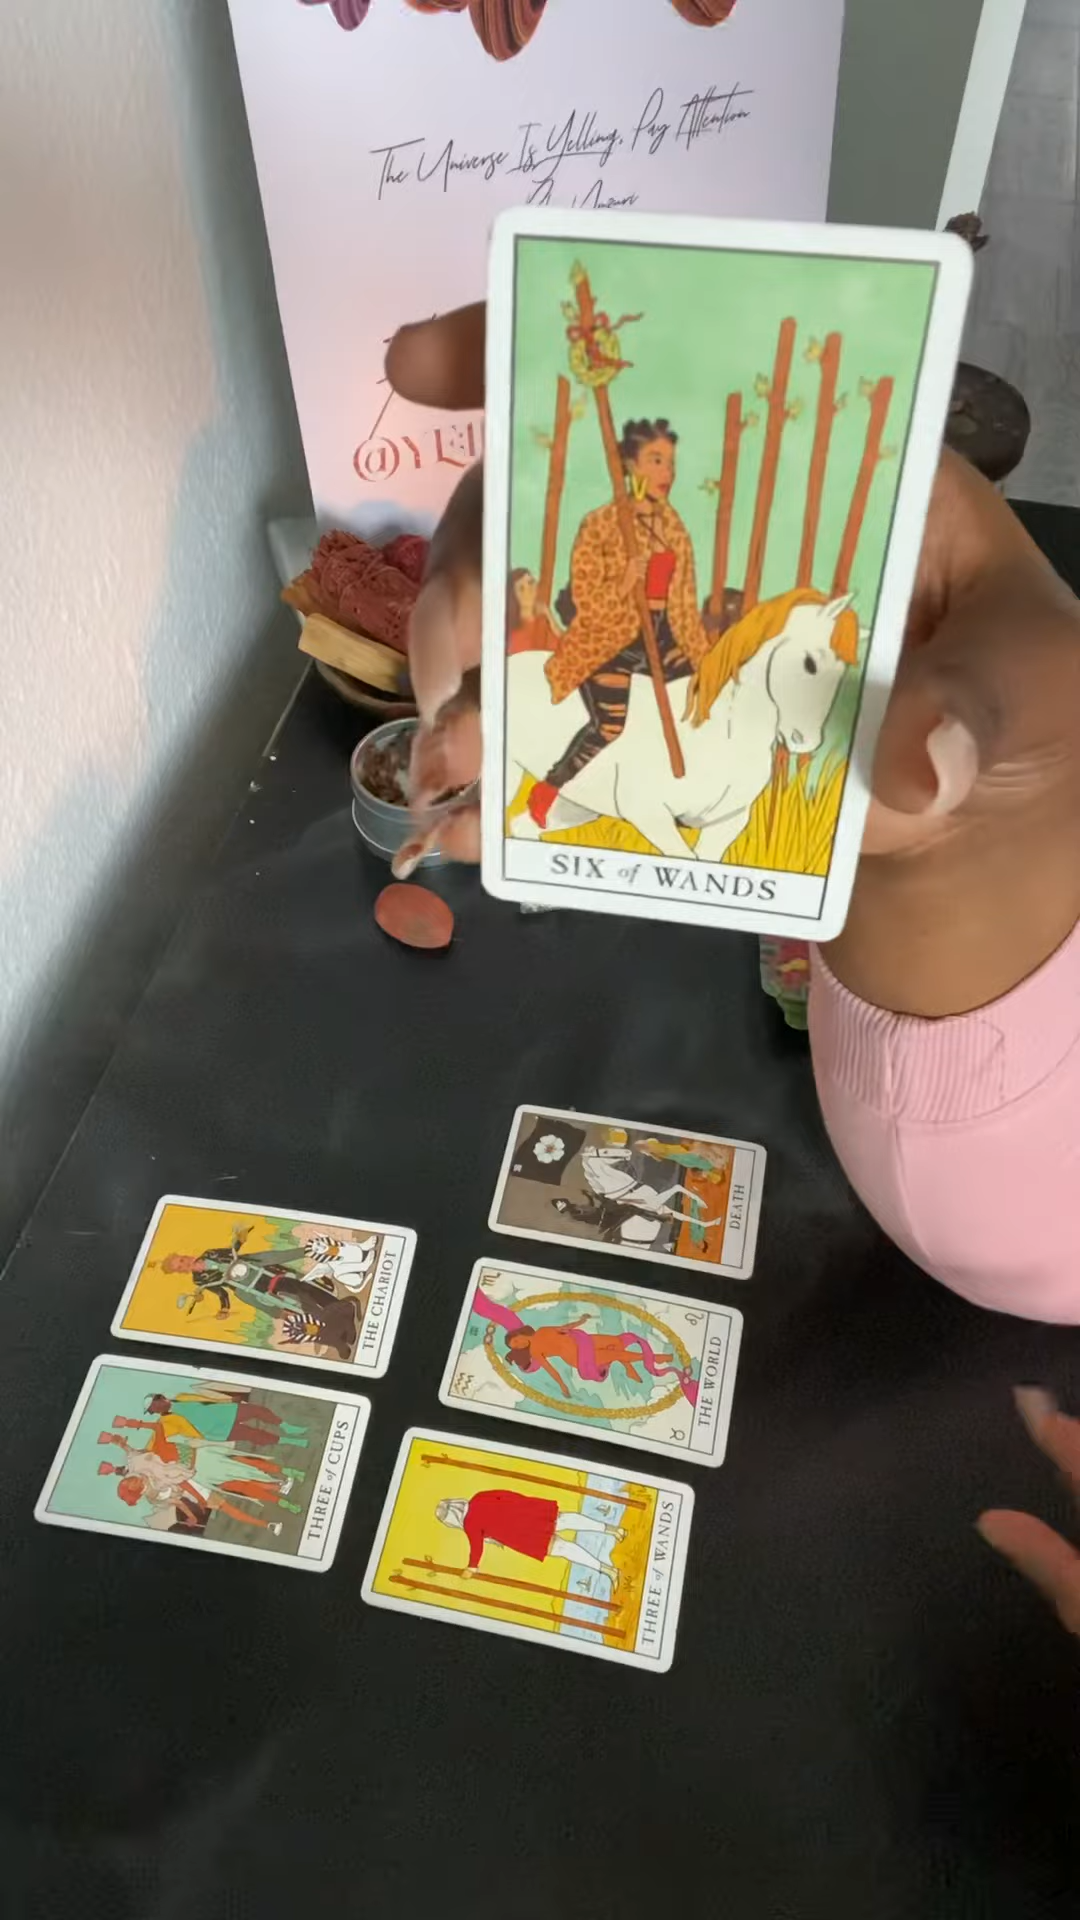 The Universe Is Yelling, Pay Attention
@YE
SIX of WANDS
DEATH
THE CHARIOT
THE WORLD
THREE of CUPS
THREE of WANDS